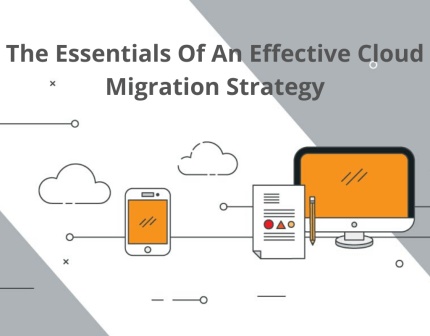 The Essentials Of An Effective Cloud
Migration Strategy